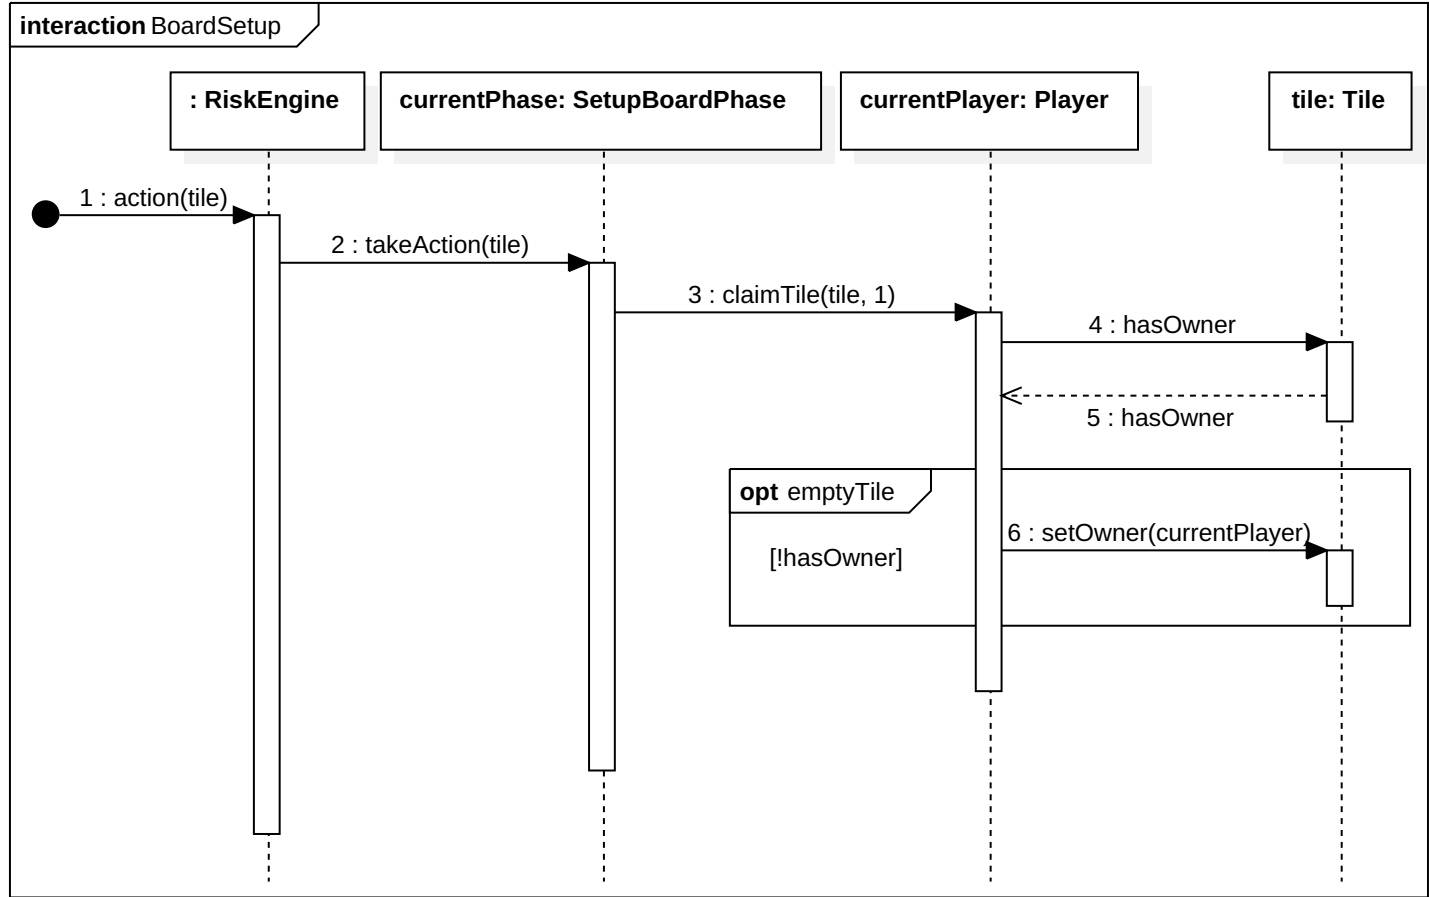 interaction BoardSetup
: RiskEngine
currentPhase: SetupBoardPhase
currentPlayer: Player
tile: Tile
1 : action(tile)
2 : takeAction(tile)
3 : claimTile(tile, 1)
4 : hasOwner
5 : hasOwner
opt emptyTile
6 : setOwner(currentPlayer)
[!hasOwner]